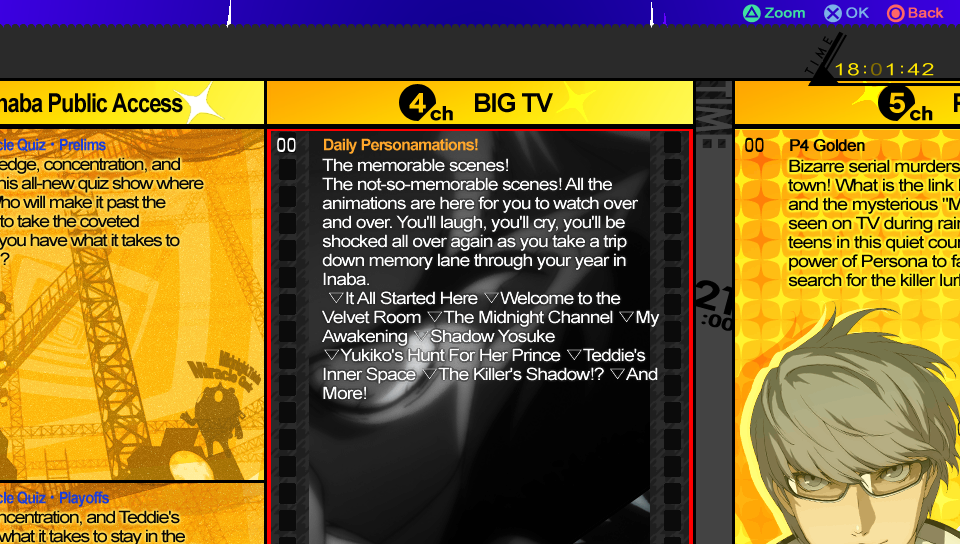 Zoom OK Back
TIME
18:01:42
naba Public Access
4ch BIG TV
TIME
5ch
cle Quiz・Prelims
edge, concentration, and
his all-new quiz show where
Who will make it past the
to take the coveted
you have what it takes to
?
cle Quiz・Playoffs
ncentration, and Teddie's
what it takes to stay in the
00 Daily Personamations!
The memorable scenes!
The not-so-memorable scenes! All the
animations are here for you to watch over
and over. You'll laugh, you'll cry, you'll be
shocked all over again as you take a trip
down memory lane through your year in
Inaba.
▽It All Started Here ▽Welcome to the
Velvet Room ▽The Midnight Channel ▽My
Awakening ▽Shadow Yosuke
▽Yukiko's Hunt For Her Prince ▽Teddie's
Inner Space ▽The Killer's Shadow!? ▽And
More!
21
:00
00 P4 Golden
Bizarre serial murders
town! What is the link
and the mysterious "M
seen on TV during rai
teens in this quiet cou
power of Persona to fa
search for the killer lur